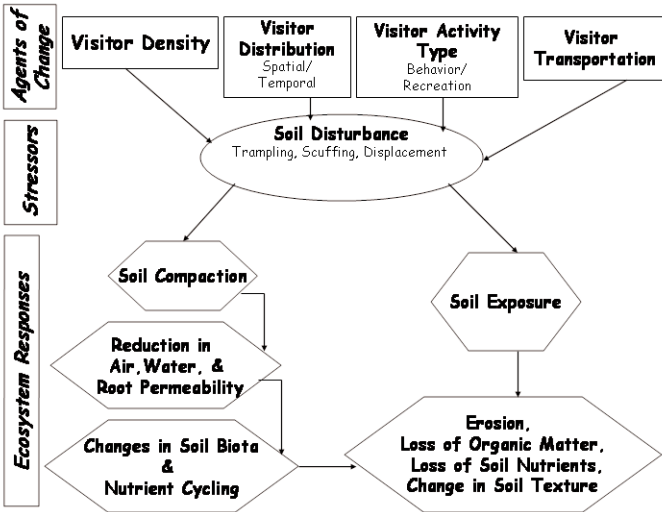 Agents of
Change
Visitor Density
Visitor
Distribution
Spatial/
Temporal
Visitor Activity
Type
Behavior/
Recreation
Visitor
Transportation
Stressors
Soil Disturbance
Trampling, Scuffing, Displacement
Ecosystem Responses
Soil Compaction
Soil Exposure
Reduction in
Air, Water, &
Root Permeability
Changes in Soil Biota
&
Nutrient Cycling
Erosion,
Loss of Organic Matter,
Loss of Soil Nutrients,
Change in Soil Texture